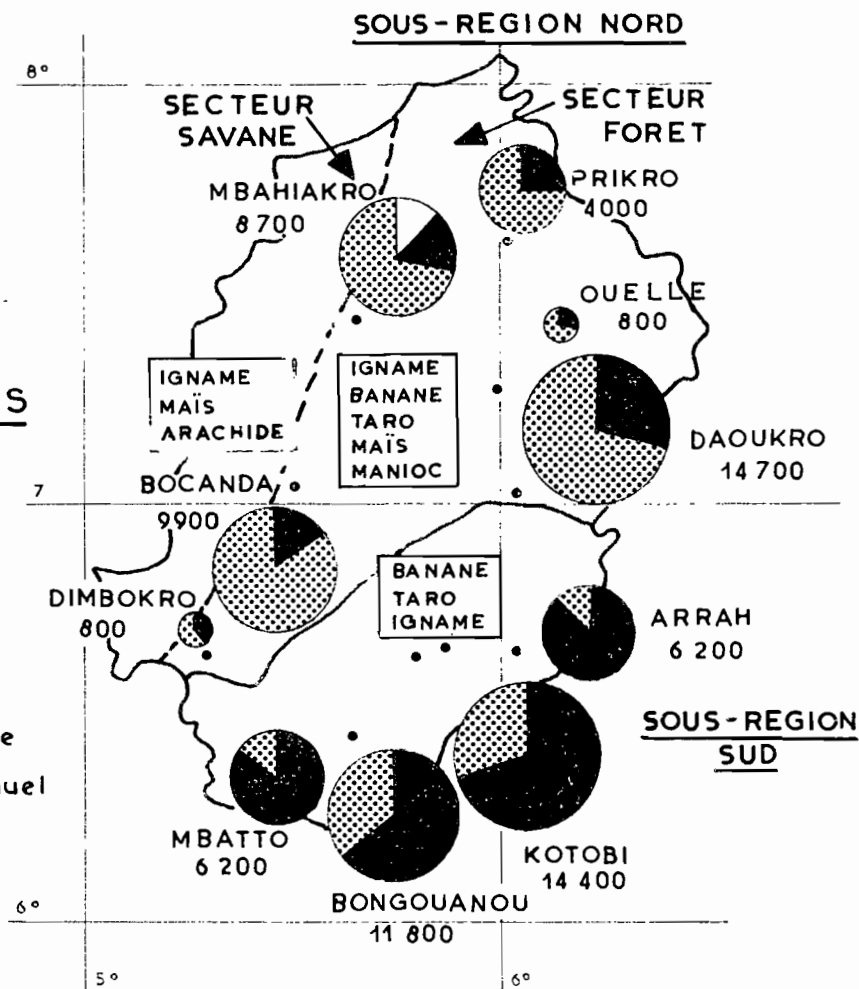 SOUS-REGION NORD
8°
SECTEUR
SAVANE
SECTEUR
FORET
MBAHIAKRO
8700
PRIKRO
4000
OUELLE
800
S
IGNAME
MAÏS
ARACHIDE
IGNAME
BANANE
TARO
MAÏS
MANIOC
DAOUKRO
14700
BOCANDA
9900
7
BANANE
TARO
IGNAME
DIMBOKRO
800
ARRAH
6 200
SOUS-REGION
SUD
e
uel
MBATTO
6 200
KOTOBI
14 400
BONGOUANOU
11 800
6°
5°
6°